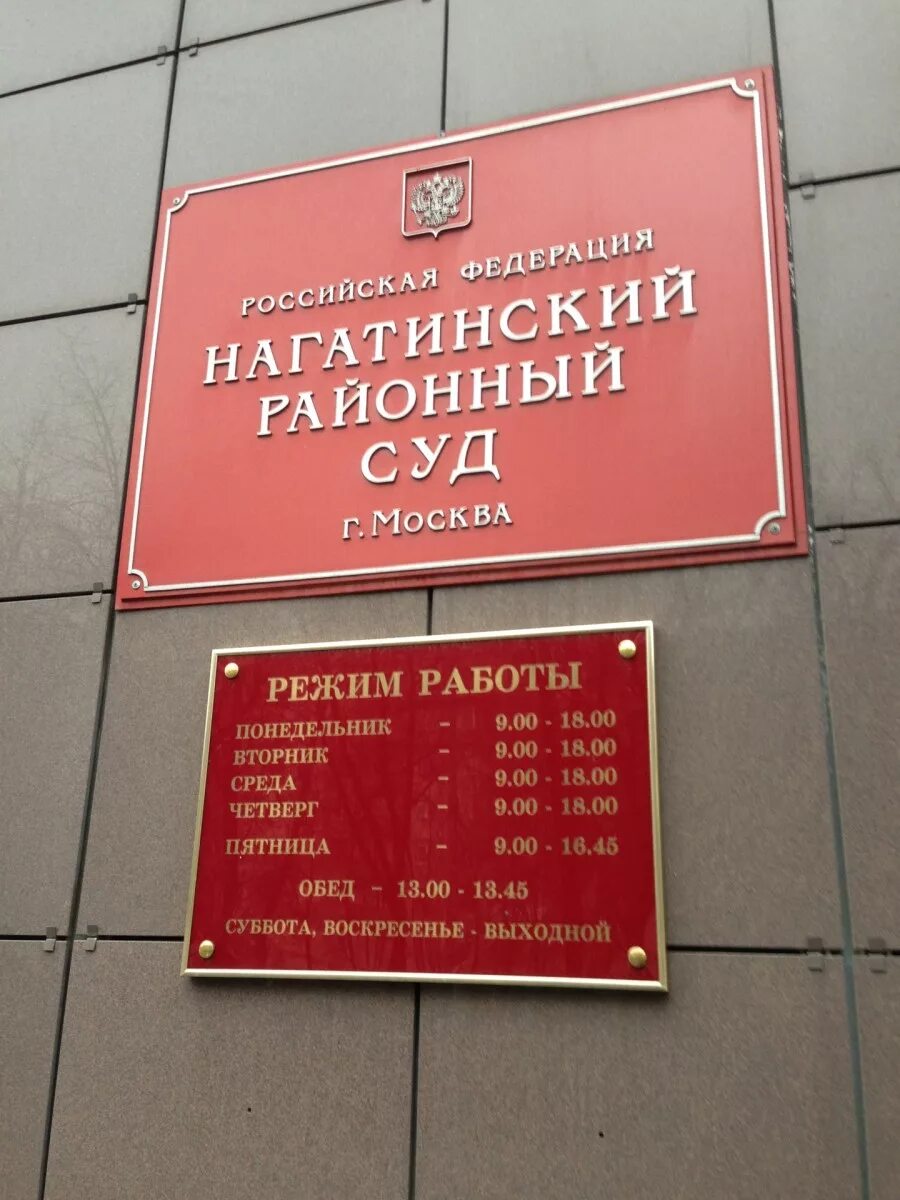 РОССИЙСКАЯ ФЕДЕРАЦИЯ
НАГАТИНСКИЙ
РАЙОННЫЙ
СУД
Г. МОСКВА
РЕЖИМ РАБОТЫ
ПОНЕДЕЛЬНИК - 9.00 - 18.00
ВТОРНИК - 9.00 - 18.00
СРЕДА - 9.00 - 18.00
ЧЕТВЕРГ - 9.00 - 18.00
ПЯТНИЦА - 9.00 - 16.45
ОБЕД - 13.00 - 13.45
СУББОТА, ВОСКРЕСЕНЬЕ - ВЫХОДНОЙ